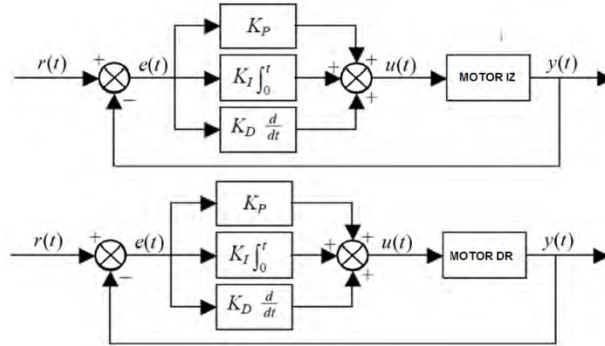 K_P
r(t) + − e(t) K_I ∫_0^t + + + u(t) MOTOR IZ y(t)
K_D d/dt
K_P
r(t) + − e(t) K_I ∫_0^t + + + u(t) MOTOR DR y(t)
K_D d/dt